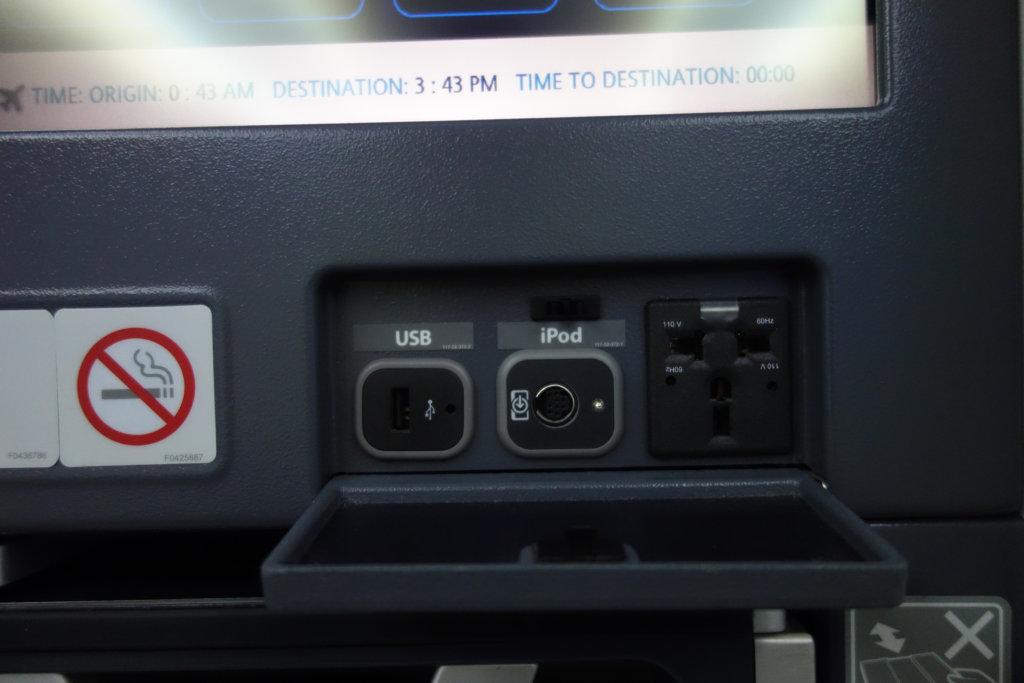 TIME: ORIGIN: 0 : 43 AM DESTINATION: 3 : 43 PM TIME TO DESTINATION: 00:00
USB
iPod
110 V 60Hz
60Hz 110 V
F0436786
F0425887